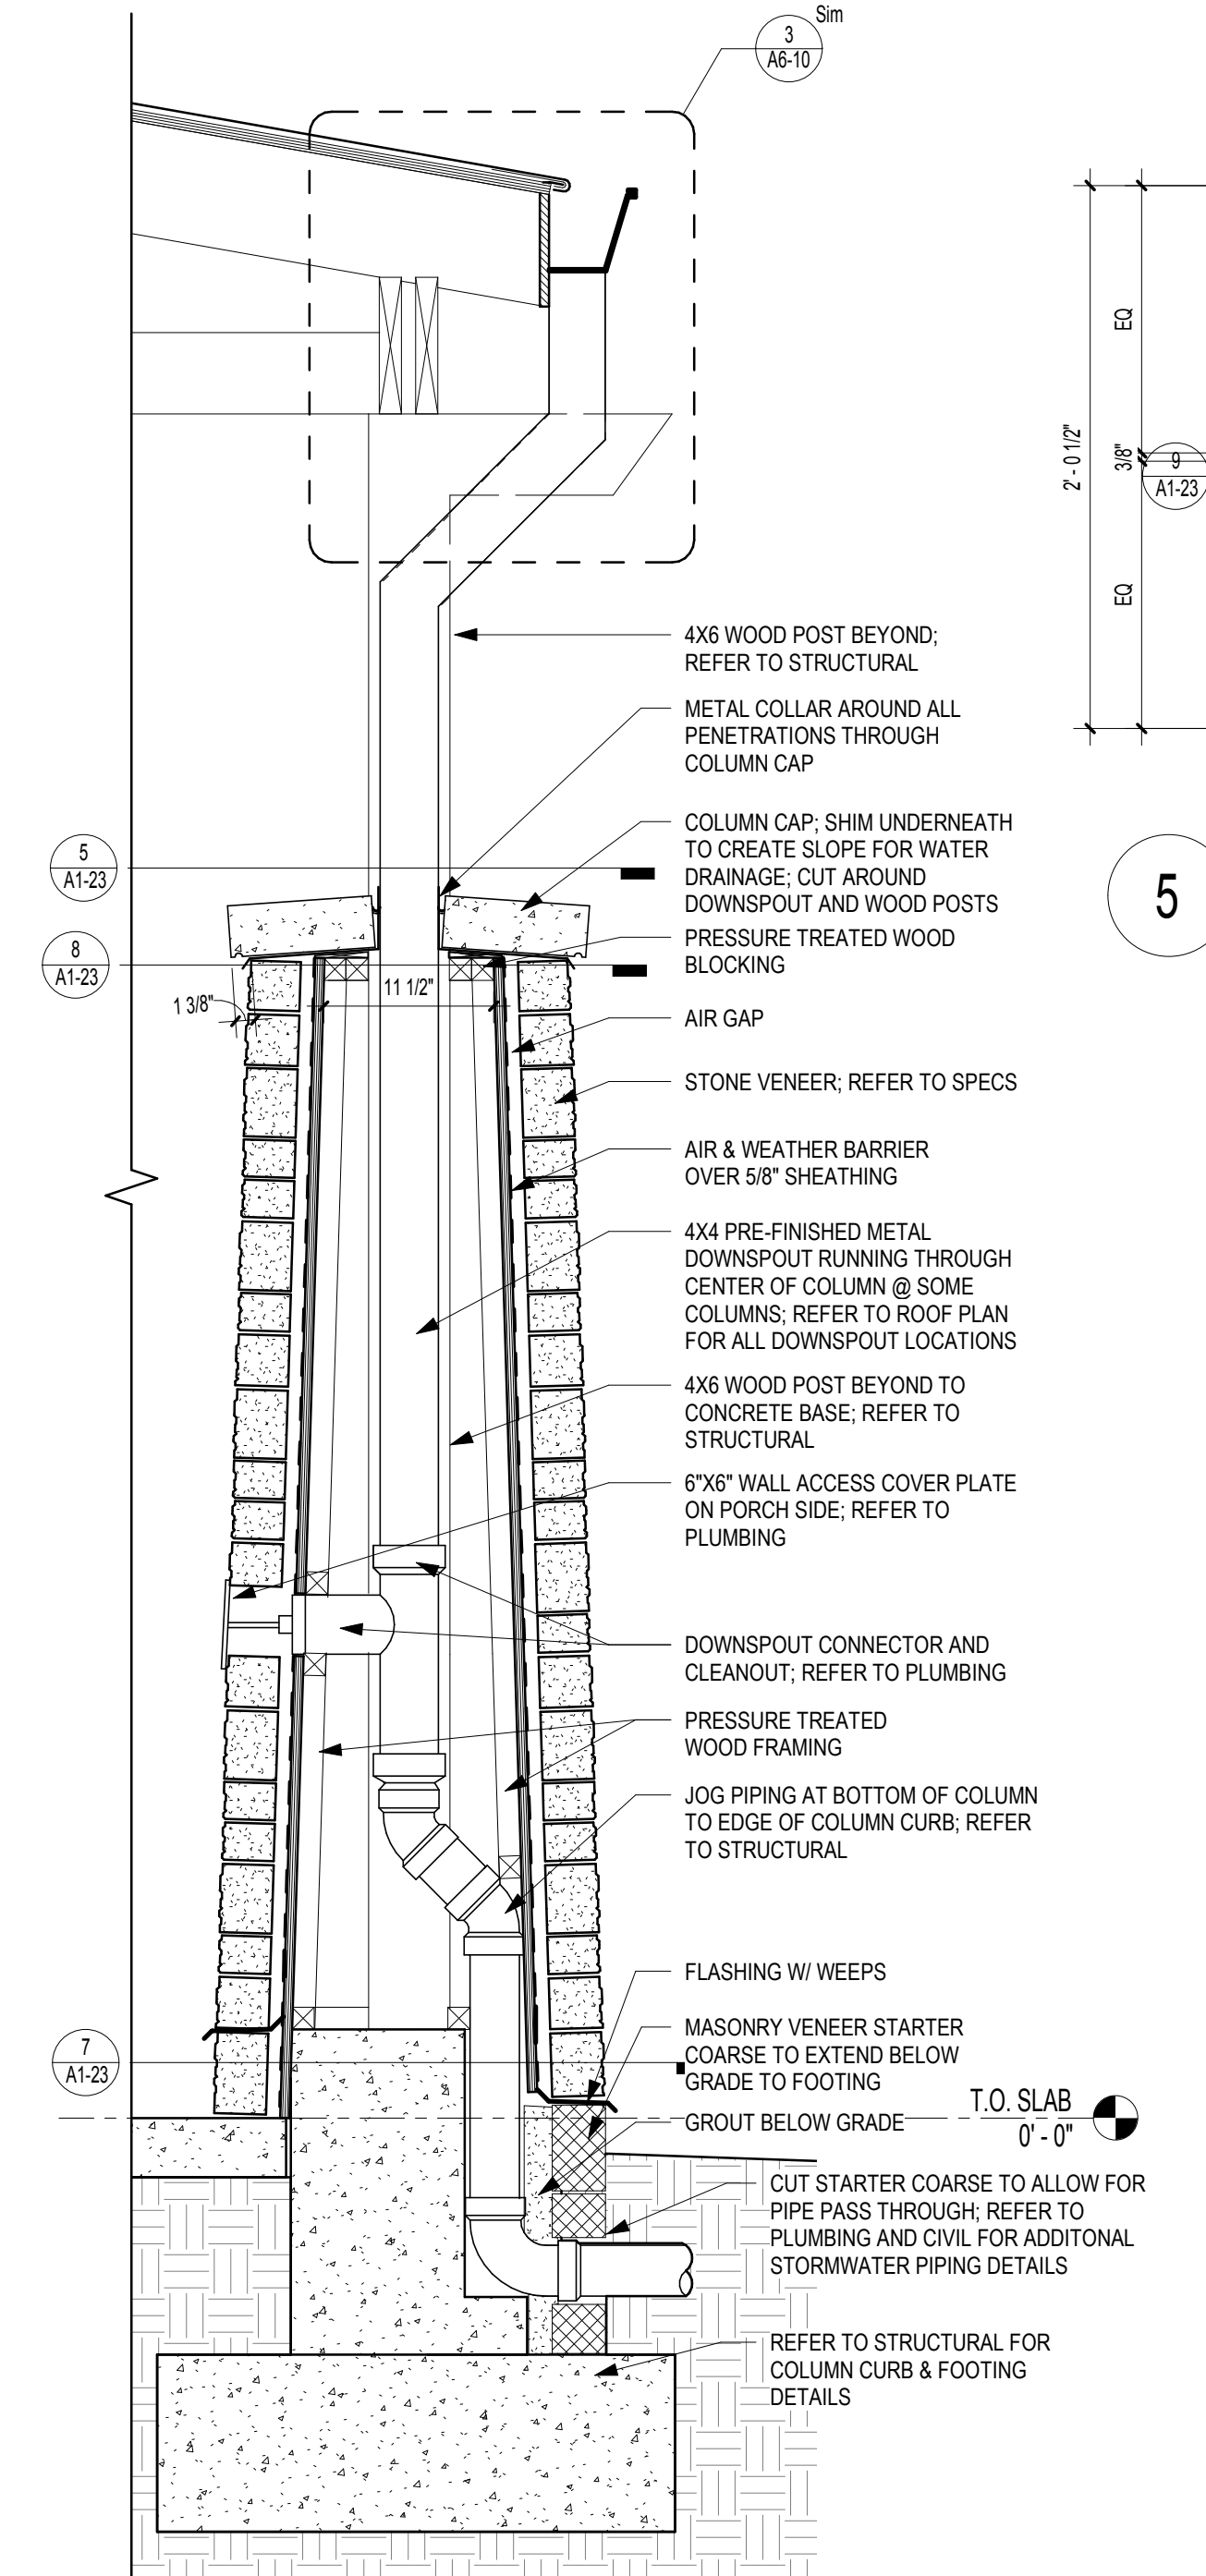 Sim
3
A6-10
EQ
2' - 0 1/2"
3/8"
9
A1-23
EQ
4X6 WOOD POST BEYOND;
REFER TO STRUCTURAL
METAL COLLAR AROUND ALL
PENETRATIONS THROUGH
COLUMN CAP
COLUMN CAP; SHIM UNDERNEATH
TO CREATE SLOPE FOR WATER
DRAINAGE; CUT AROUND
DOWNSPOUT AND WOOD POSTS
5
A1-23
5
PRESSURE TREATED WOOD
BLOCKING
8
A1-23
11 1/2"
1 3/8"
AIR GAP
STONE VENEER; REFER TO SPECS
AIR & WEATHER BARRIER
OVER 5/8" SHEATHING
4X4 PRE-FINISHED METAL
DOWNSPOUT RUNNING THROUGH
CENTER OF COLUMN @ SOME
COLUMNS; REFER TO ROOF PLAN
FOR ALL DOWNSPOUT LOCATIONS
4X6 WOOD POST BEYOND TO
CONCRETE BASE; REFER TO
STRUCTURAL
6"X6" WALL ACCESS COVER PLATE
ON PORCH SIDE; REFER TO
PLUMBING
DOWNSPOUT CONNECTOR AND
CLEANOUT; REFER TO PLUMBING
PRESSURE TREATED
WOOD FRAMING
JOG PIPING AT BOTTOM OF COLUMN
TO EDGE OF COLUMN CURB; REFER
TO STRUCTURAL
FLASHING W/ WEEPS
MASONRY VENEER STARTER
COARSE TO EXTEND BELOW
GRADE TO FOOTING
7
A1-23
T.O. SLAB
0' - 0"
GROUT BELOW GRADE
CUT STARTER COARSE TO ALLOW FOR
PIPE PASS THROUGH; REFER TO
PLUMBING AND CIVIL FOR ADDITONAL
STORMWATER PIPING DETAILS
REFER TO STRUCTURAL FOR
COLUMN CURB & FOOTING
DETAILS